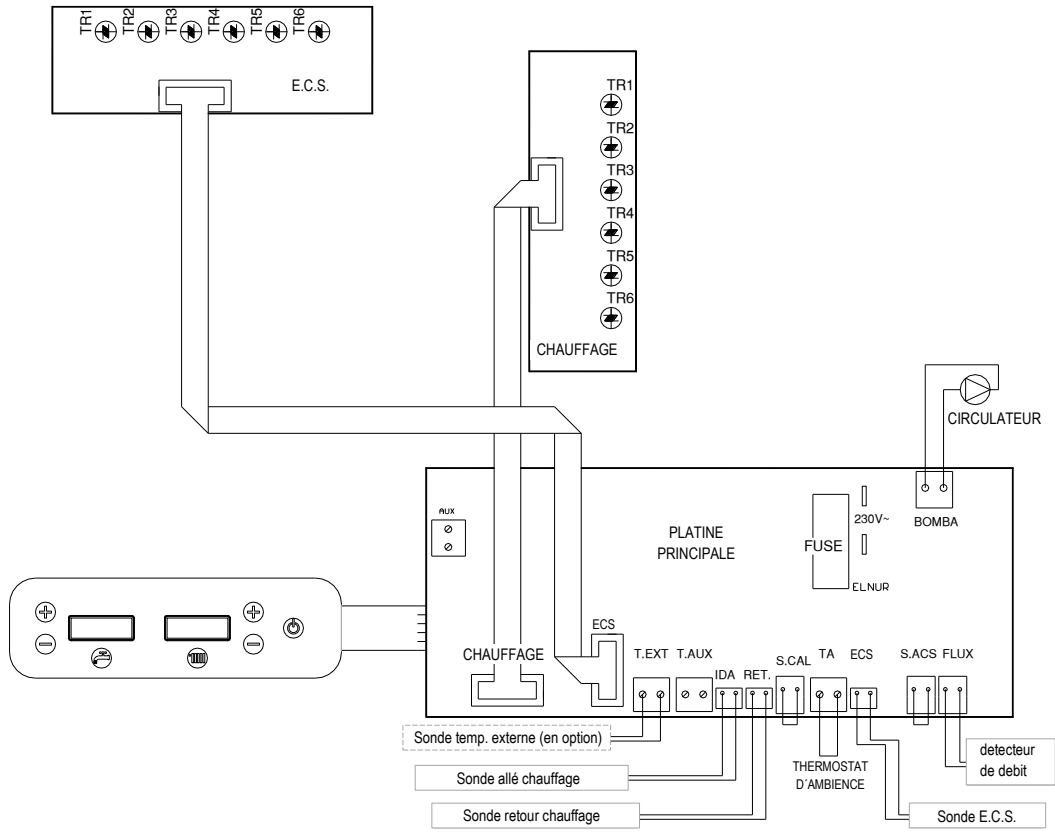 TR1
TR2
TR3
TR4
TR5
TR6
E.C.S.
TR1
TR2
TR3
TR4
TR5
TR6
CHAUFFAGE
CIRCULATEUR
AUX
PLATINE
PRINCIPALE
FUSE
230V~
ELNUR
BOMBA
CHAUFFAGE
ECS
T.EXT
T.AUX
IDA
RET.
S.CAL
TA
ECS
S.ACS
FLUX
Sonde temp. externe (en option)
Sonde allé chauffage
Sonde retour chauffage
THERMOSTAT
D´AMBIENCE
detecteur
de debit
Sonde E.C.S.